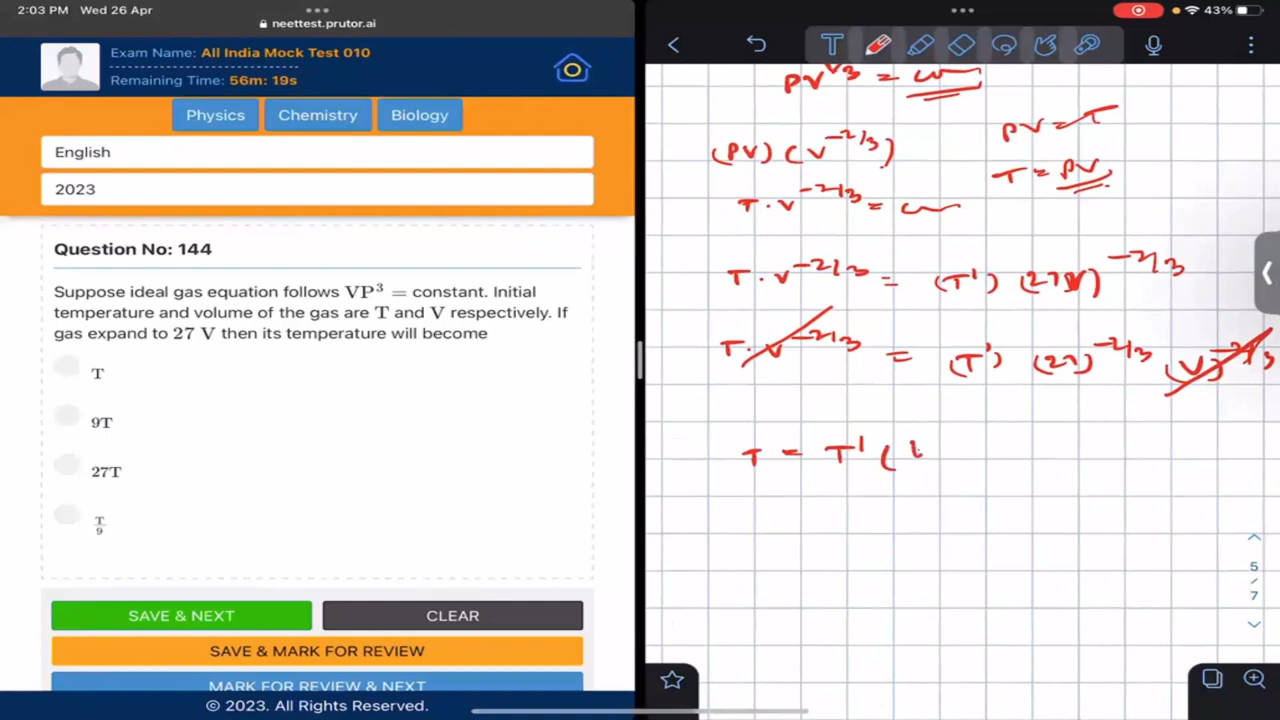 2:03 PM Wed 26 Apr
43%
neettest.prutor.ai
Exam Name: All India Mock Test 010
Remaining Time: 56m: 19s
Physics
Chemistry
Biology
English
2023
Question No: 144
Suppose ideal gas equation follows VP³ = constant. Initial
temperature and volume of the gas are T and V respectively. If
gas expand to 27 V then its temperature will become
T
9T
27T
T/9
SAVE & NEXT
CLEAR
SAVE & MARK FOR REVIEW
MARK FOR REVIEW & NEXT
© 2023. All Rights Reserved.
PV = T
(PV) (V^-2/3)
T = PV
T · V^-2/3 =
T · V^-2/3 = (T') (27V)^-2/3
T · V^-2/3 = (T') (27)^-2/3 (V)^-2/3
T = T' (
5
/
7